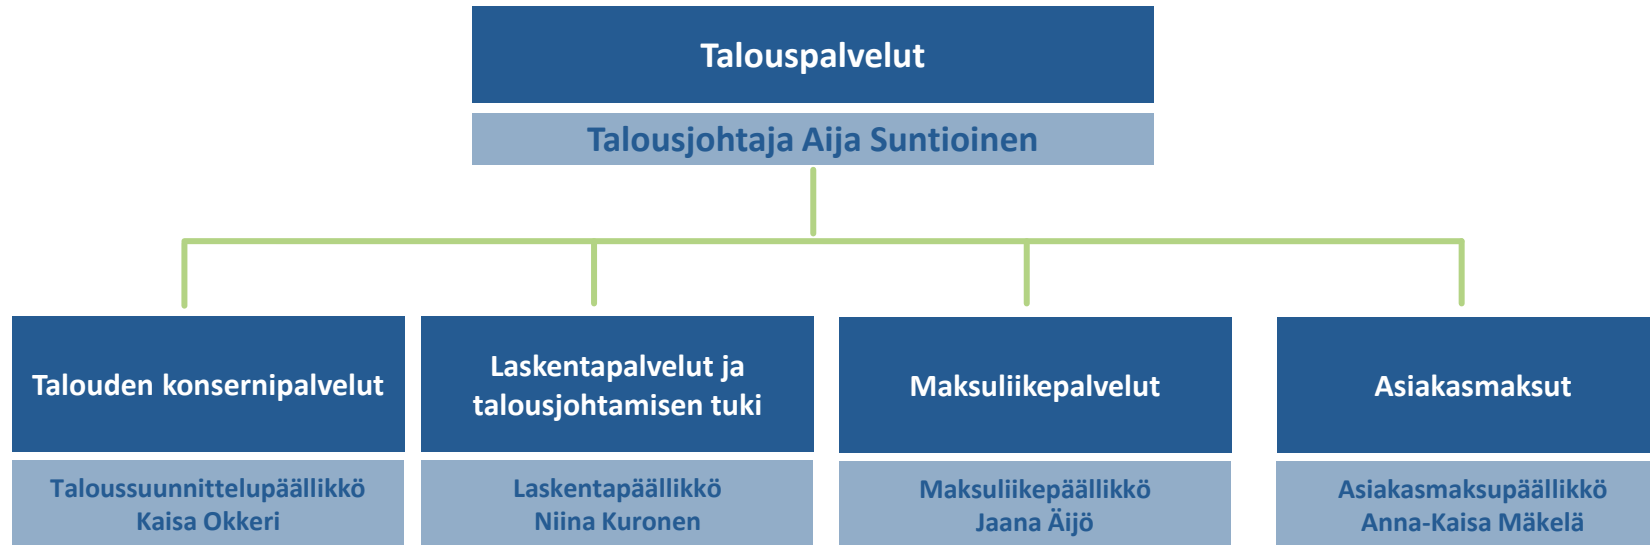 Talouspalvelut
Talousjohtaja Aija Suntioinen
Talouden konsernipalvelut
Taloussuunnittelupäällikkö
Kaisa Okkeri
Laskentapalvelut ja
talousjohtamisen tuki
Laskentapäällikkö
Niina Kuronen
Maksuliikepalvelut
Maksuliikepäällikkö
Jaana Äijö
Asiakasmaksut
Asiakasmaksupäällikkö
Anna-Kaisa Mäkelä